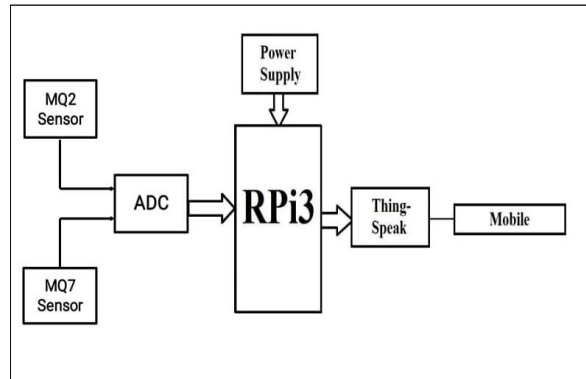 Power
Supply
MQ2
Sensor
ADC
RPi3
Thing-
Speak
Mobile
MQ7
Sensor